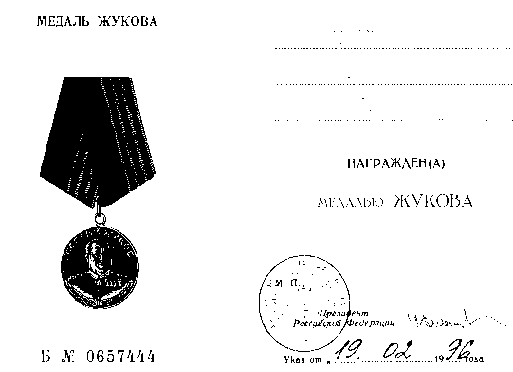 МЕДАЛЬ ЖУКОВА
Б № 0657444
НАГРАЖДЕН(А)
МЕДАЛЬЮ ЖУКОВА
М П
Президент
Российской Федерации
Указ от „ 19. 02 1996 года